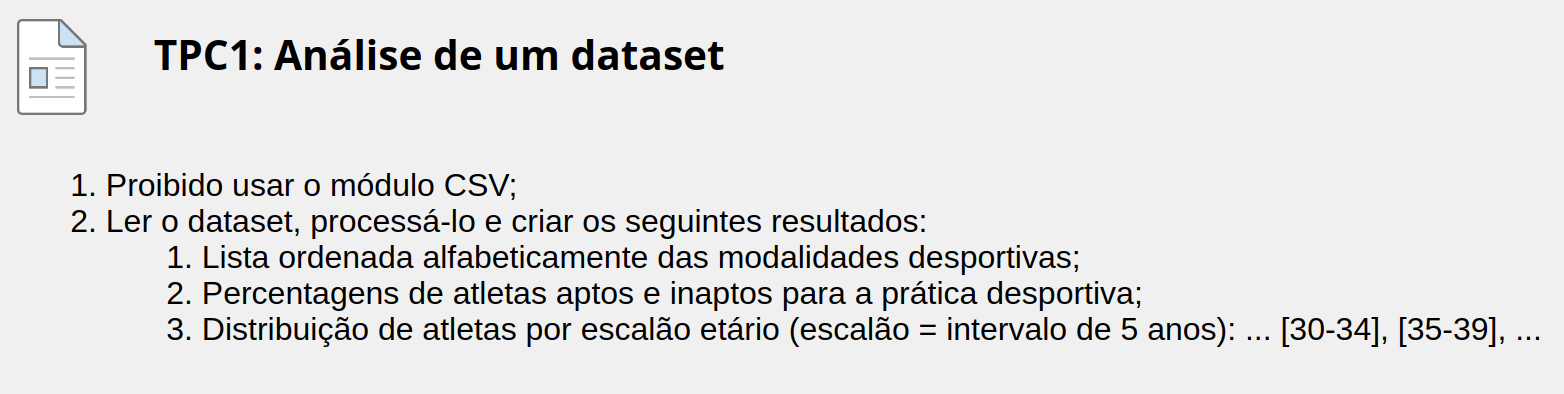 TPC1: Análise de um dataset
1. Proibido usar o módulo CSV;
2. Ler o dataset, processá-lo e criar os seguintes resultados:
1. Lista ordenada alfabeticamente das modalidades desportivas;
2. Percentagens de atletas aptos e inaptos para a prática desportiva;
3. Distribuição de atletas por escalão etário (escalão = intervalo de 5 anos): ... [30-34], [35-39], ...